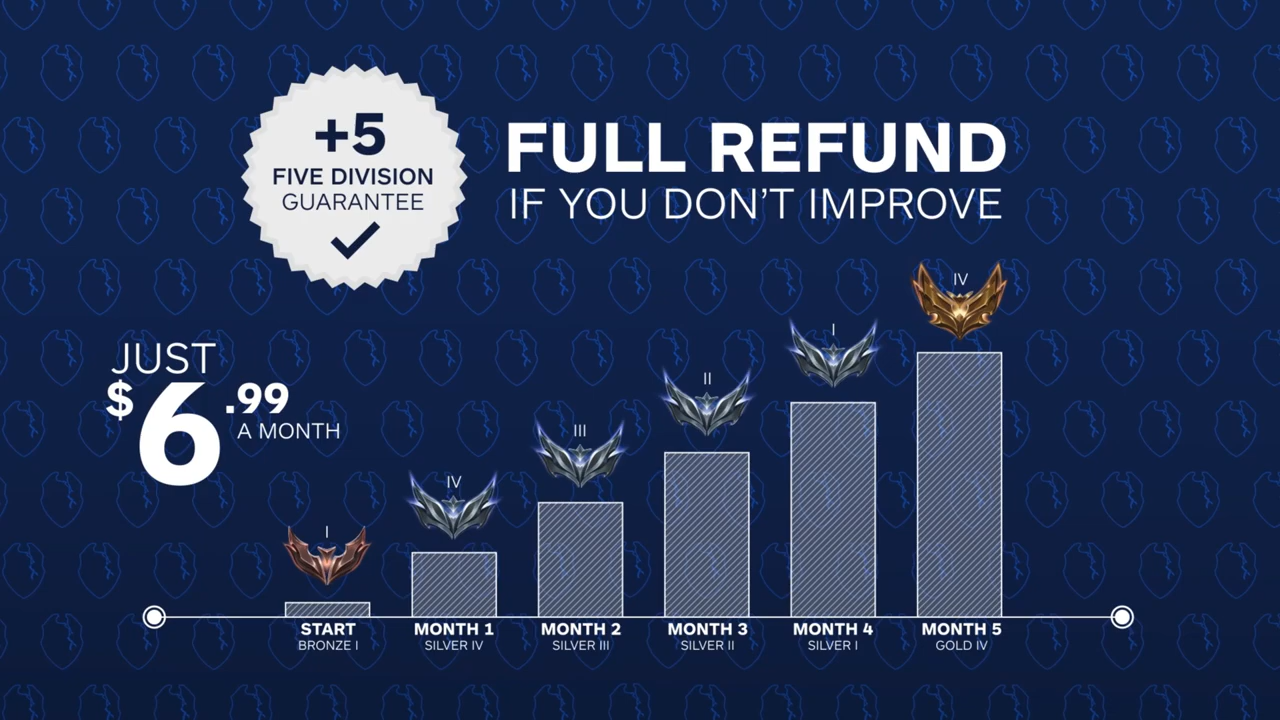 +5
FIVE DIVISION
GUARANTEE
FULL REFUND
IF YOU DON'T IMPROVE
JUST
$6.99
A MONTH
I
IV
III
II
I
IV
START
BRONZE I
MONTH 1
SILVER IV
MONTH 2
SILVER III
MONTH 3
SILVER II
MONTH 4
SILVER I
MONTH 5
GOLD IV